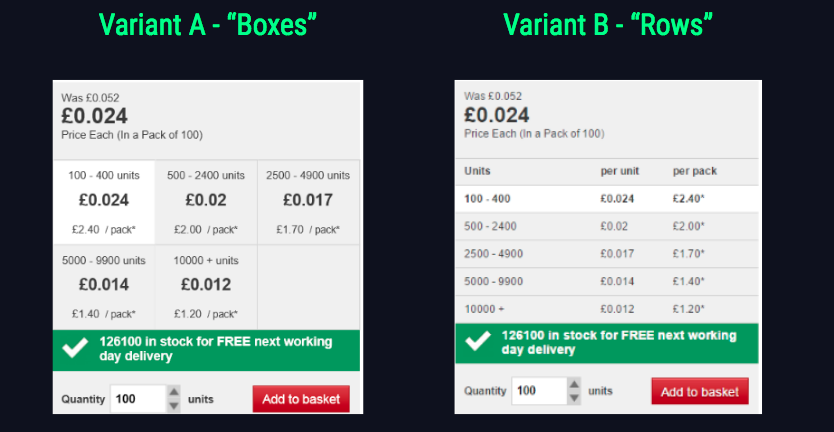 Variant A - “Boxes”
Was £0.052
£0.024
Price Each (In a Pack of 100)
100 - 400 units
500 - 2400 units
2500 - 4900 units
£0.024
£0.02
£0.017
£2.40 / pack*
£2.00 / pack*
£1.70 / pack*
5000 - 9900 units
10000 + units
£0.014
£0.012
£1.40 / pack*
£1.20 / pack*
126100 in stock for FREE next working
day delivery
Quantity 100 units Add to basket
Variant B - “Rows”
Was £0.052
£0.024
Price Each (In a Pack of 100)
Units per unit per pack
100 - 400 £0.024 £2.40*
500 - 2400 £0.02 £2.00*
2500 - 4900 £0.017 £1.70*
5000 - 9900 £0.014 £1.40*
10000 + £0.012 £1.20*
126100 in stock for FREE next working
day delivery
Quantity 100 units Add to basket